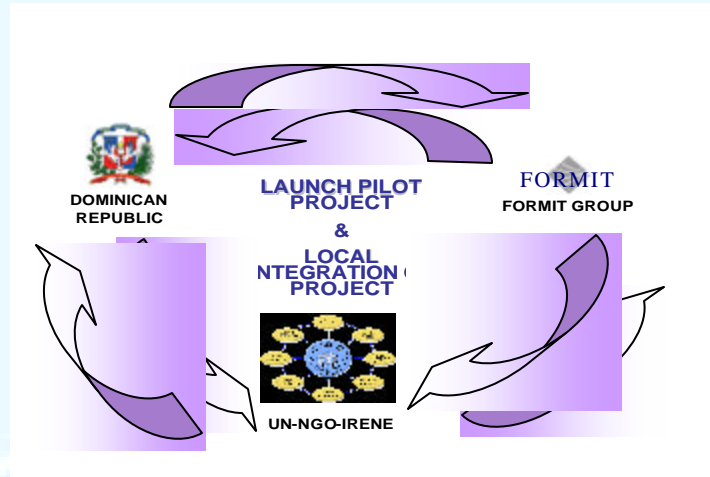 DOMINICAN
REPUBLIC
LAUNCH PILOT
PROJECT
&
LOCAL
NTEGRATION
PROJECT
FORMIT
FORMIT GROUP
UN-NGO-IRENE